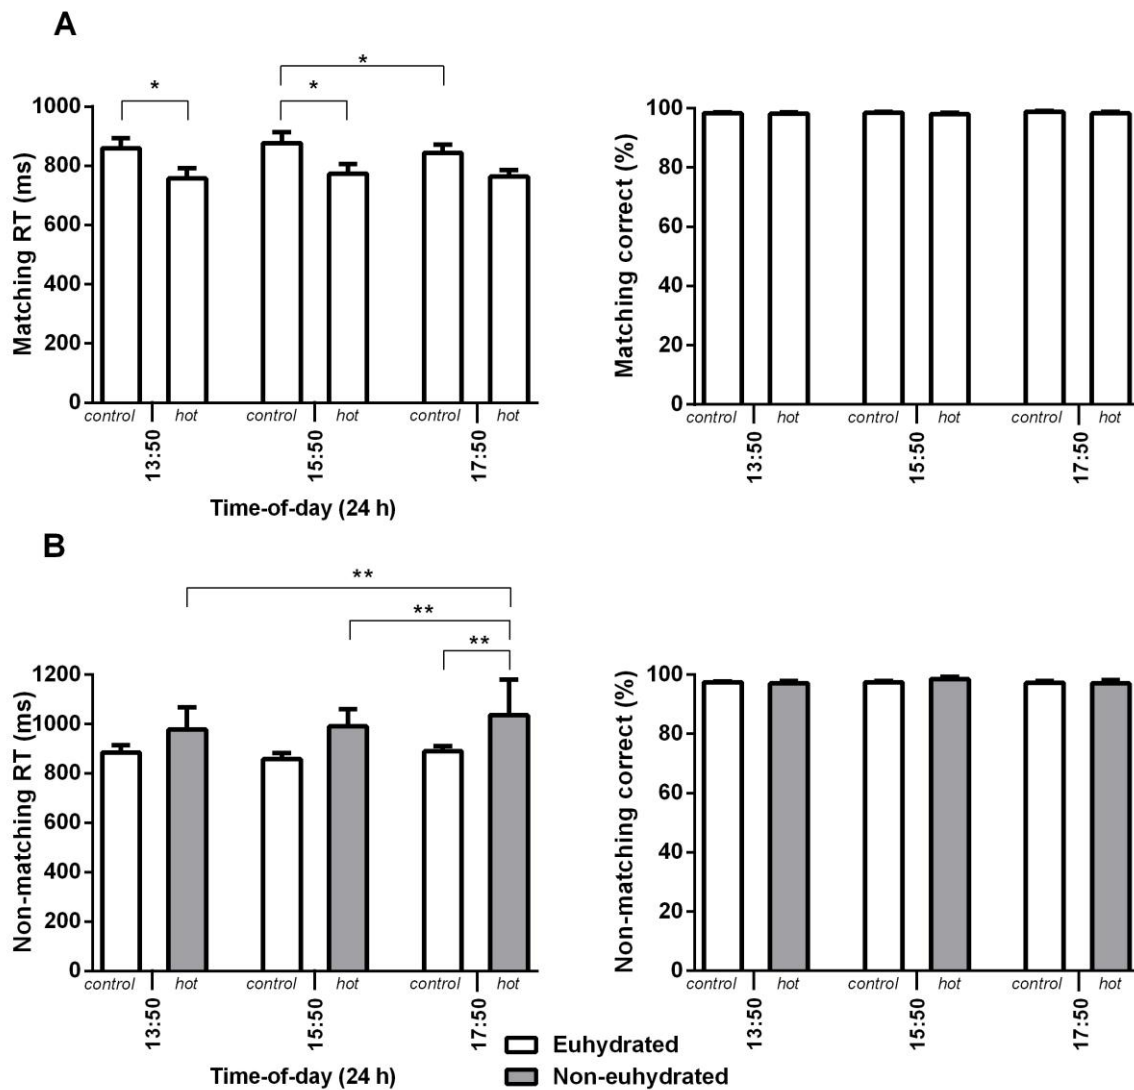 A
*
*
*
Matching RT (ms)
1000
800
600
400
200
0
control hot control hot control hot
13:50 15:50 17:50
Time-of-day (24 h)
Matching correct (%)
100
80
60
40
20
0
control hot control hot control hot
13:50 15:50 17:50
B
**
**
**
Non-matching RT (ms)
1200
1000
800
600
400
200
0
control hot control hot control hot
13:50 15:50 17:50
Time-of-day (24 h)
Non-matching correct (%)
100
80
60
40
20
0
control hot control hot control hot
13:50 15:50 17:50
Euhydrated
Non-euhydrated